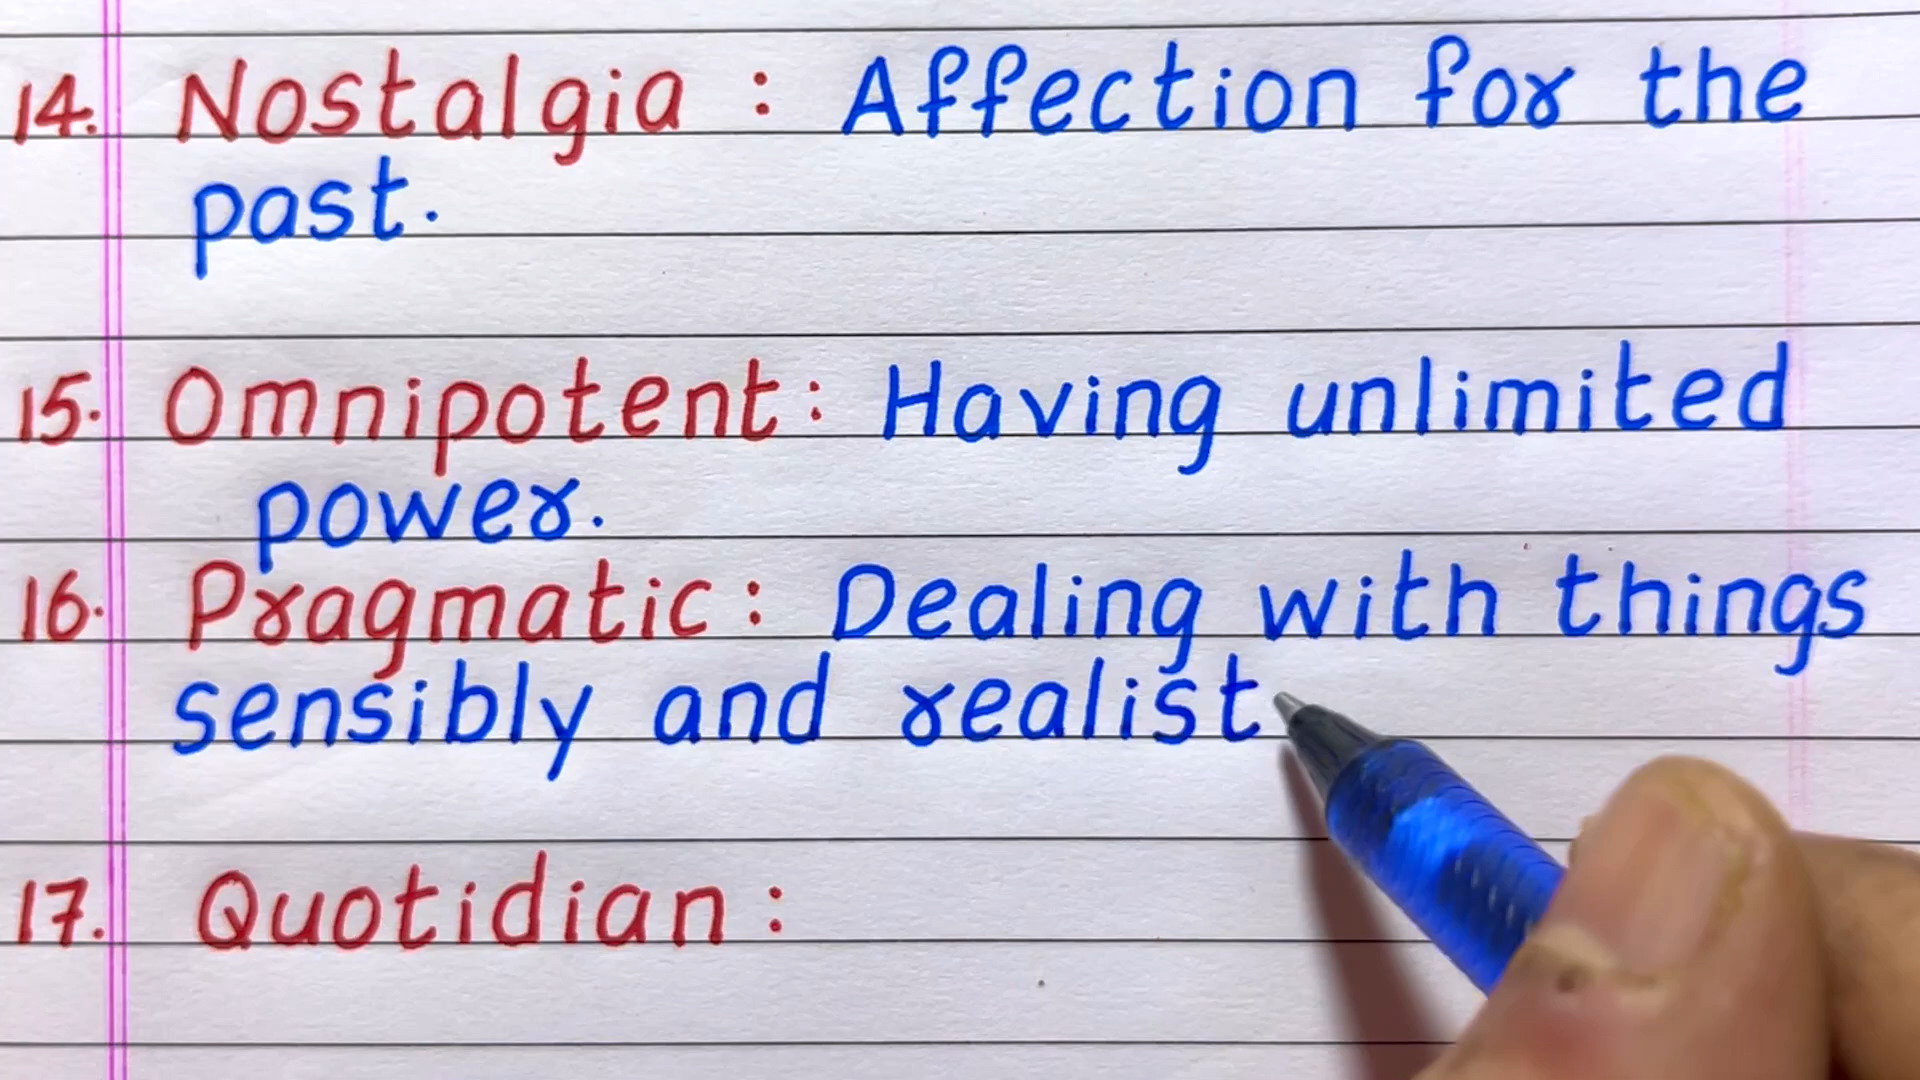 14. Nostalgia : Affection for the
past.
15. Omnipotent: Having unlimited
power.
16. Pragmatic: Dealing with things
sensibly and realist
17. Quotidian: